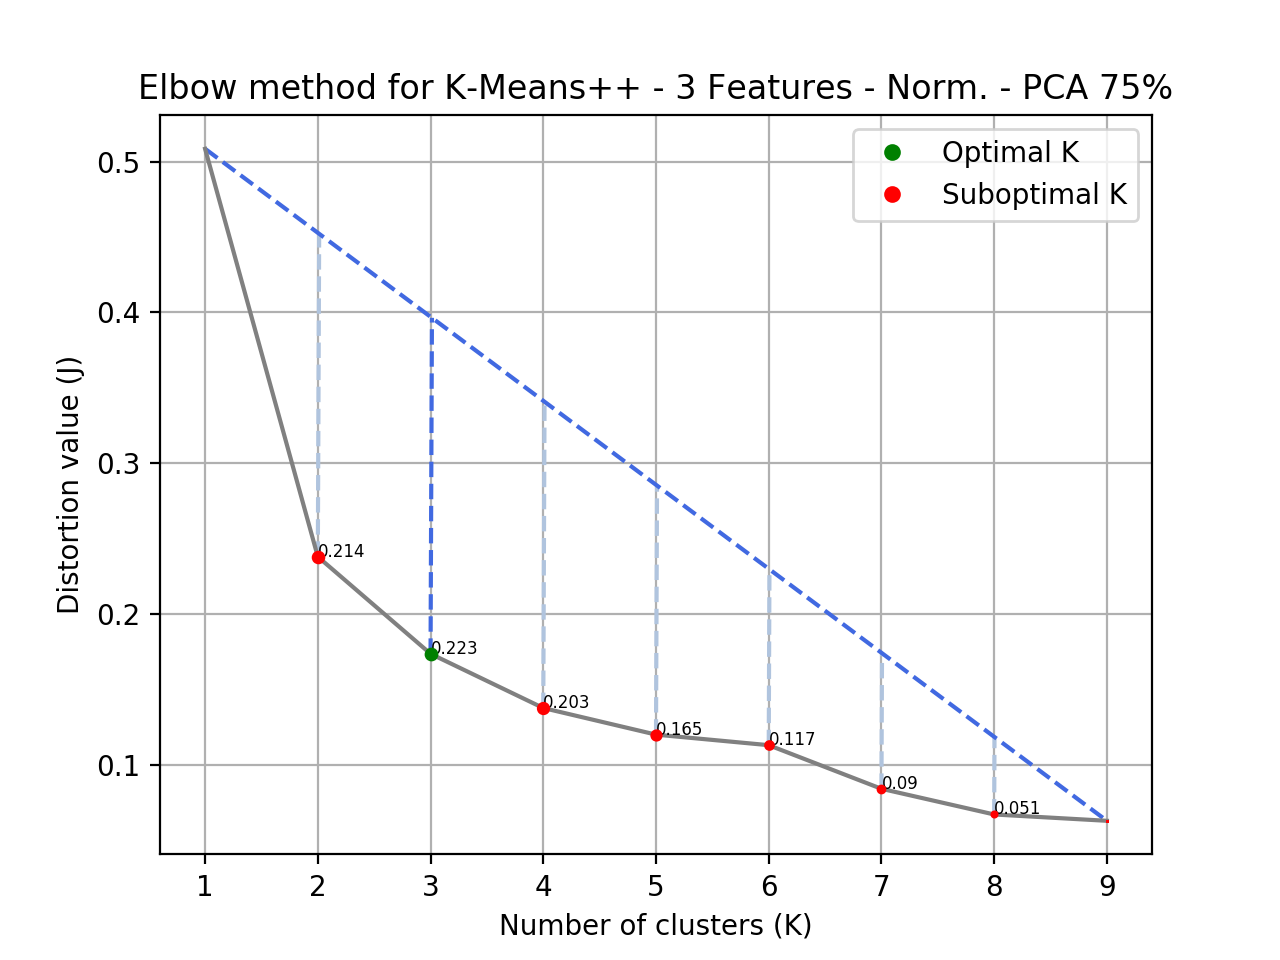 Elbow method for K-Means++ - 3 Features - Norm. - PCA 75%
Optimal K
Suboptimal K
Distortion value (J)
0.5
0.4
0.3
0.2
0.1
0.214
0.223
0.203
0.165
0.117
0.09
0.051
1 2 3 4 5 6 7 8 9
Number of clusters (K)